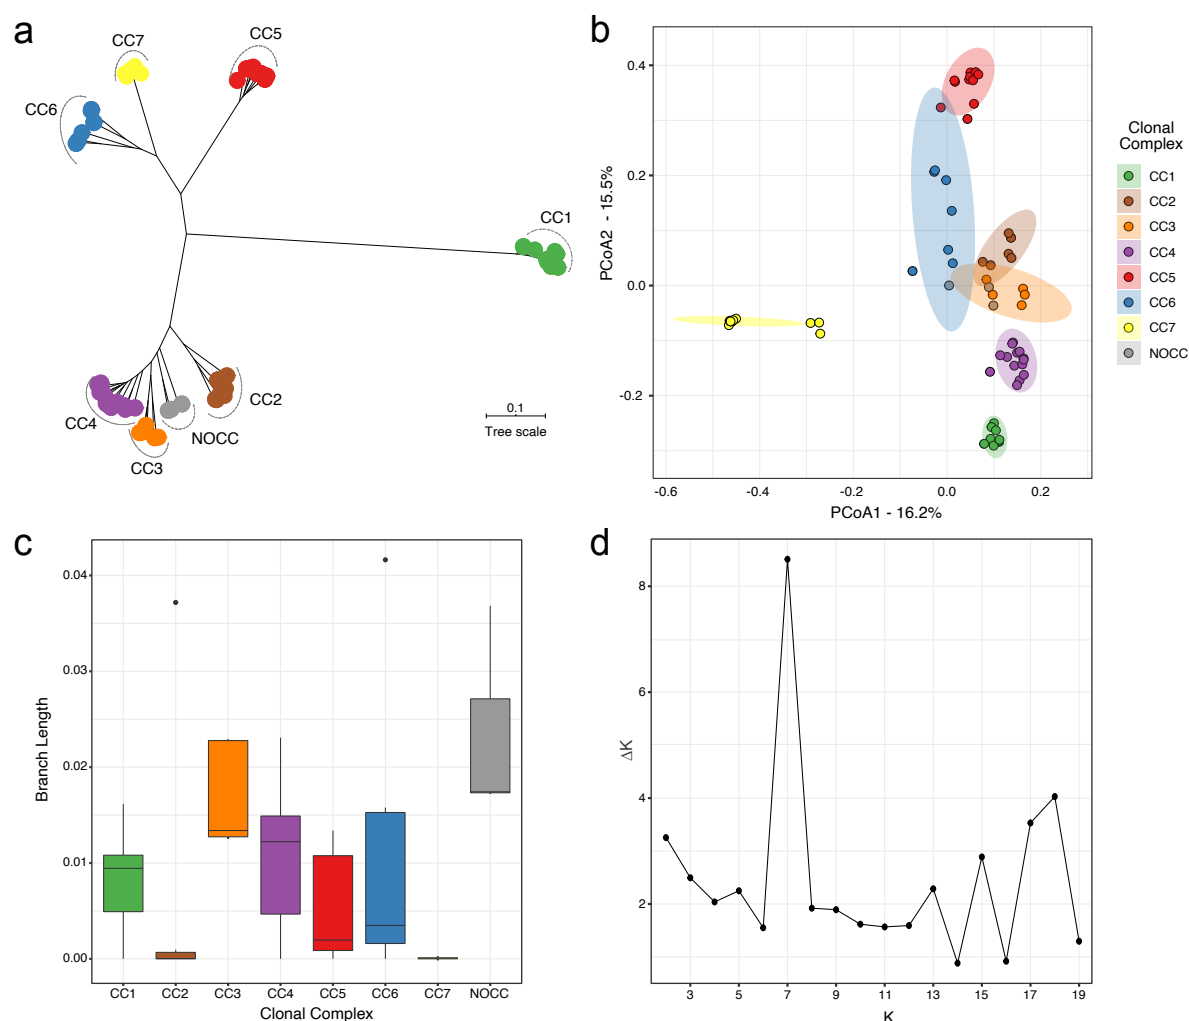 a
CC7
CC5
CC6
CC1
CC4
CC3
NOCC
CC2
0.1
Tree scale
b
0.4
0.2
0.0
-0.2
PCoA2 - 15.5%
-0.6
-0.4
-0.2
0.0
0.2
PCoA1 - 16.2%
Clonal
Complex
CC1
CC2
CC3
CC4
CC5
CC6
CC7
NOCC
c
0.04
0.03
0.02
0.01
0.00
Branch Length
CC1
CC2
CC3
CC4
CC5
CC6
CC7
NOCC
Clonal Complex
d
8
6
4
2
ΔK
3
5
7
9
11
13
15
17
19
K